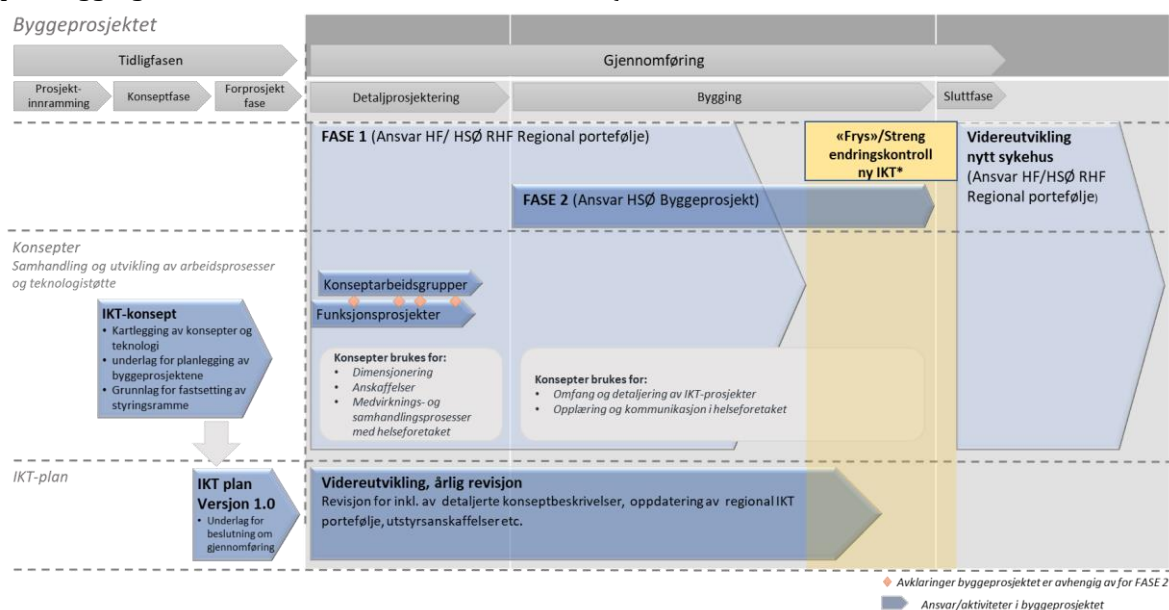 Byggeprosjektet
Tidligfasen
Gjennomføring
Prosjekt-
innramming
Konseptfase
Forprosjekt
fase
Detaljprosjektering
Bygging
Sluttfase
FASE 1 (Ansvar HF/ HSØ RHF Regional portefølje)
«Frys»/Streng
endringskontroll
ny IKT*
Videreutvikling
nytt sykehus
(Ansvar HF/HSØ RHF
Regional portefølje)
FASE 2 (Ansvar HSØ Byggeprosjekt)
Konsepter
Samhandling og utvikling av arbeidsprosesser
og teknologistøtte
Konseptarbeidsgrupper
Funksjonsprosjekter
IKT-konsept
• Kartlegging av konsepter og
teknologi
• underlag for planlegging av
byggeprosjektene
• Grunnlag for fastsetting av
styringsramme
Konsepter brukes for:
• Dimensjonering
• Anskaffelser
• Medvirknings- og
samhandlingsprosesser
med helseforetaket
Konsepter brukes for:
• Omfang og detaljering av IKT-prosjekter
• Opplæring og kommunikasjon i helseforetaket
IKT-plan
IKT plan
Versjon 1.0
• Underlag for
beslutning om
gjennomføring
Videreutvikling, årlig revisjon
Revisjon for inkl. av detaljerte konseptbeskrivelser, oppdatering av regional IKT
portefølje, utstyrsanskaffelser etc.
Avklaringer byggeprosjektet er avhengig av for FASE 2
Ansvar/aktiviteter i byggeprosjektet